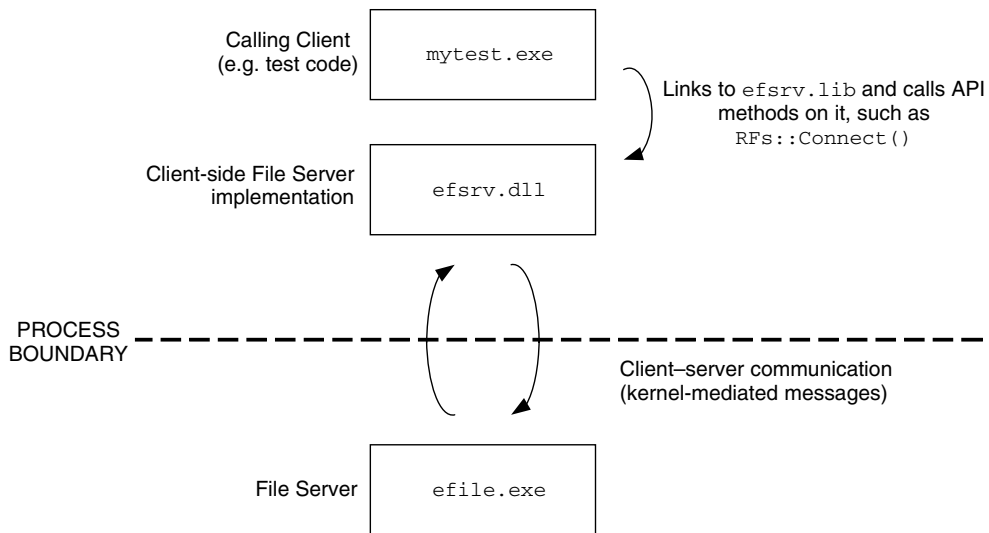 Calling Client
(e.g. test code)
mytest.exe
Links to efsrv.lib and calls API
methods on it, such as
RFs::Connect()
Client-side File Server
implementation
efsrv.dll
PROCESS
BOUNDARY
Client–server communication
(kernel-mediated messages)
File Server
efile.exe